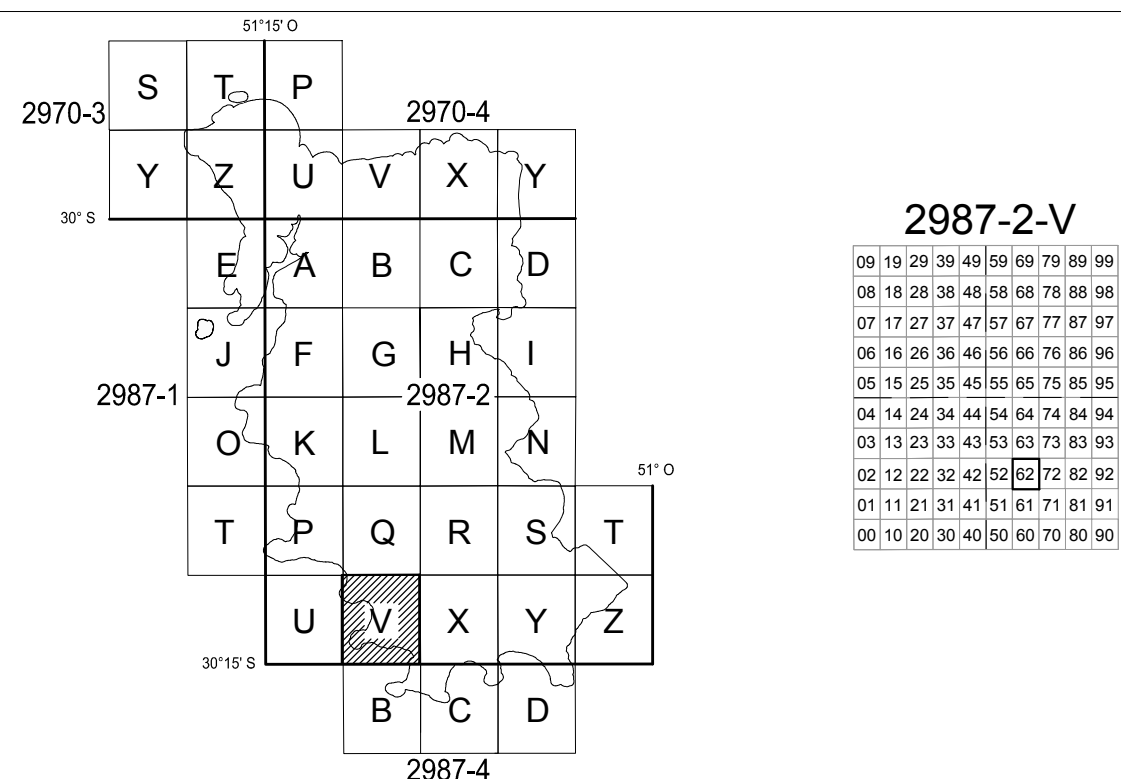 51°15' O
S T P
2970-3
2970-4
Y Z U V X Y
30° S
E A B C D
J F G H I
2987-1
2987-2
O K L M N
51° O
T P Q R S T
U V X Y Z
30°15' S
B C D
2987-4
2987-2-V
09 19 29 39 49 59 69 79 89 99
08 18 28 38 48 58 68 78 88 98
07 17 27 37 47 57 67 77 87 97
06 16 26 36 46 56 66 76 86 96
05 15 25 35 45 55 65 75 85 95
04 14 24 34 44 54 64 74 84 94
03 13 23 33 43 53 63 73 83 93
02 12 22 32 42 52 62 72 82 92
01 11 21 31 41 51 61 71 81 91
00 10 20 30 40 50 60 70 80 90